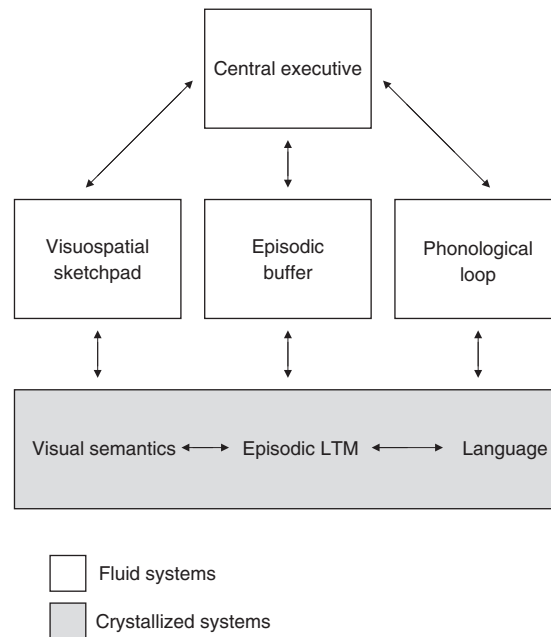 Central executive
Visuospatial
sketchpad
Episodic
buffer
Phonological
loop
Visual semantics
Episodic LTM
Language
Fluid systems
Crystallized systems